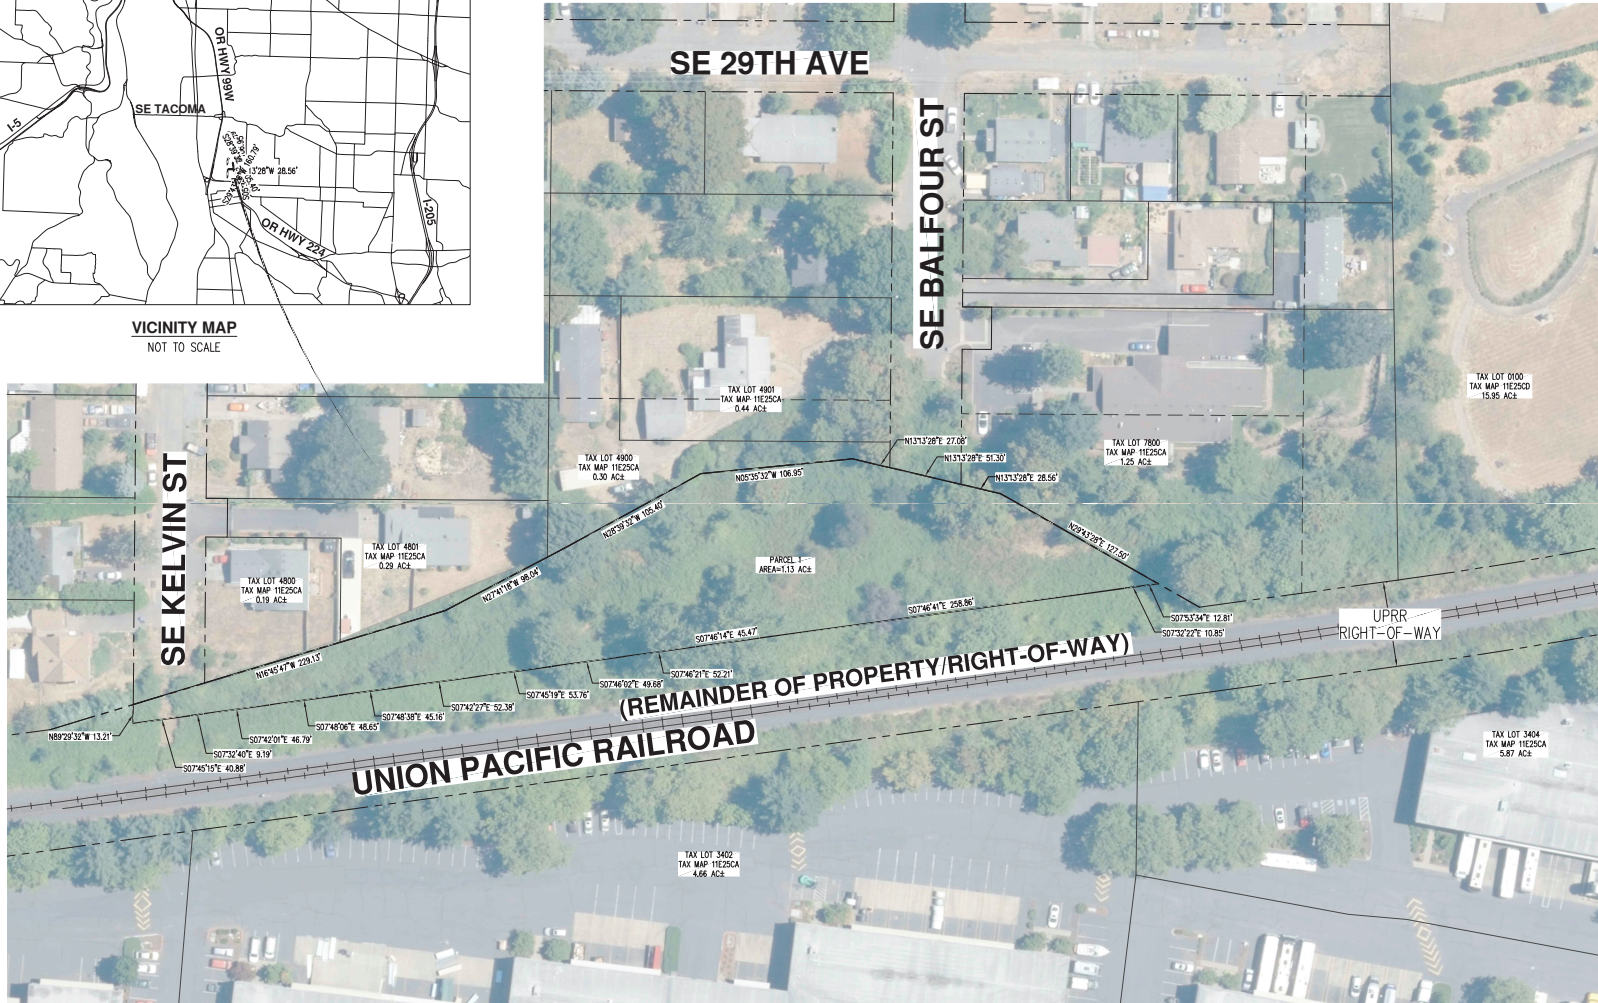 OR HWY 99W
SE TACOMA
I-5
13'28"W 28.56'
I-205
OR HWY 224
VICINITY MAP
NOT TO SCALE
SE 29TH AVE
SE BALFOUR ST
SE KELVIN ST
TAX LOT 4901
TAX MAP 11E25CA
0.44 AC±
TAX LOT 0100
TAX MAP 11E25CD
15.95 AC±
TAX LOT 4900
TAX MAP 11E25CA
0.30 AC±
TAX LOT 7800
TAX MAP 11E25CA
1.25 AC±
N13°13'28"E 27.08'
N13°13'28"E 51.30'
N13°13'28"E 28.56'
N05°35'32"W 106.95'
N28°39'32"W 105.40'
N29°43'28"E 127.50'
TAX LOT 4801
TAX MAP 11E25CA
0.29 AC±
TAX LOT 4800
TAX MAP 11E25CA
0.19 AC±
PARCEL 1
AREA=1.13 AC±
N27°41'18"W 98.04'
N16°45'47"W 229.13'
S07°46'41"E 258.86'
S07°46'14"E 45.47'
S07°53'34"E 12.81'
S07°32'22"E 10.85'
UPRR
RIGHT-OF-WAY
S07°46'21"E 52.21'
S07°46'02"E 49.68'
S07°45'19"E 53.76'
S07°42'27"E 52.38'
S07°48'38"E 45.16'
S07°48'06"E 48.65'
S07°42'01"E 46.79'
S07°32'40"E 9.19'
S07°45'15"E 40.88'
N89°29'32"W 13.21'
(REMAINDER OF PROPERTY/RIGHT-OF-WAY)
UNION PACIFIC RAILROAD
TAX LOT 3404
TAX MAP 11E25CA
5.87 AC±
TAX LOT 3402
TAX MAP 11E25CA
4.66 AC±